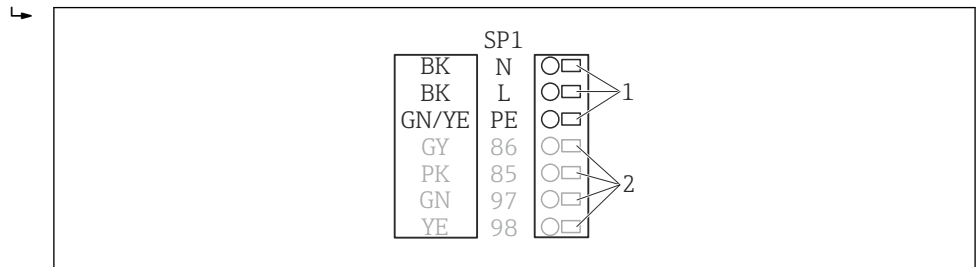 SP1
BK N
BK L 1
GN/YE PE
GY 86
PK 85 2
GN 97
YE 98